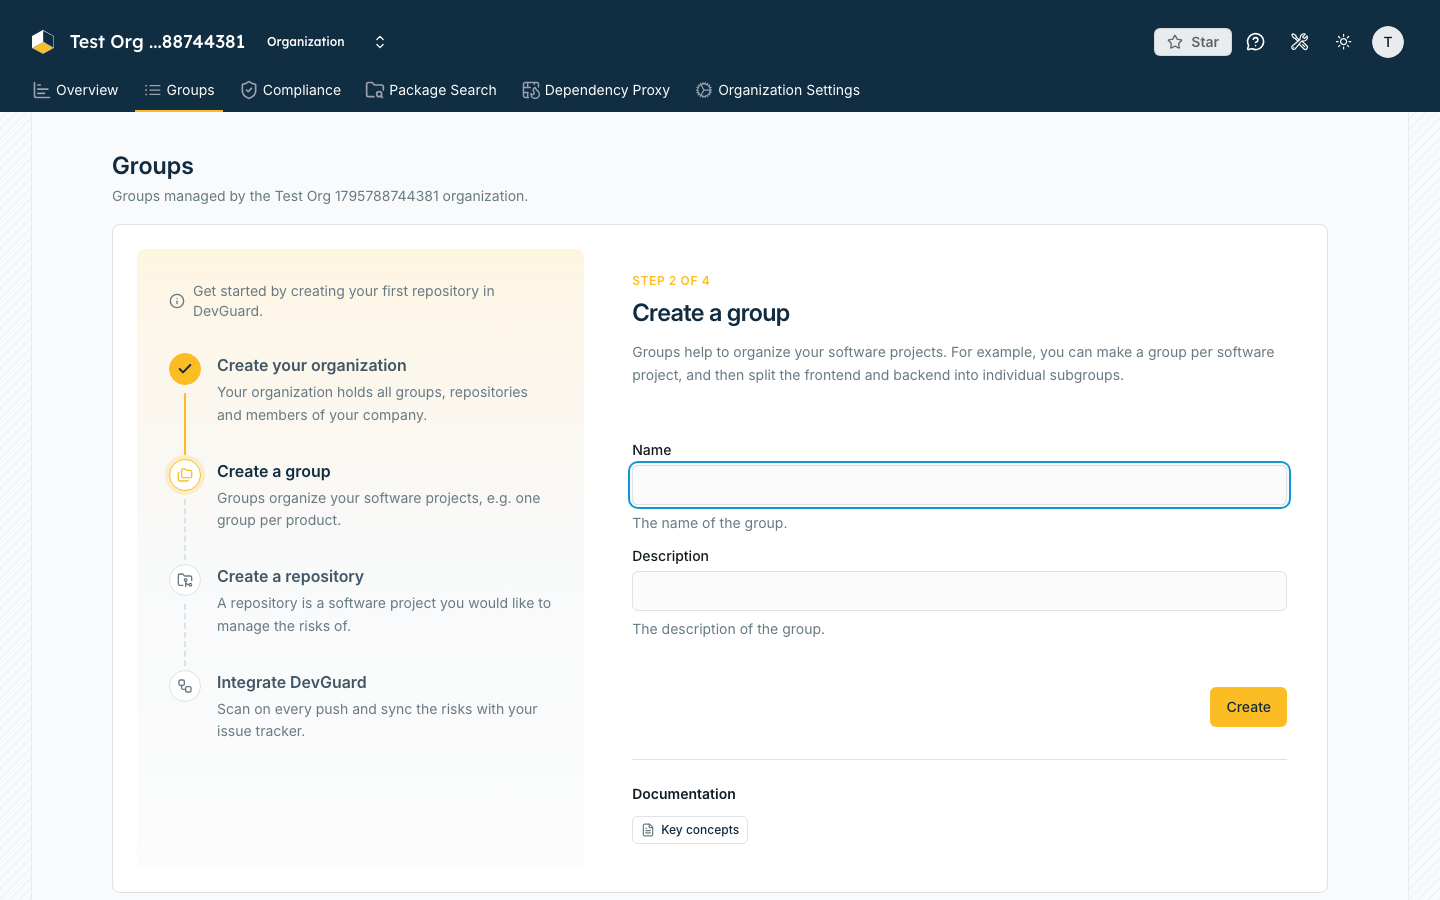 Test Org ...88744381
Organization
Star
T
Overview
Groups
Compliance
Package Search
Dependency Proxy
Organization Settings
Groups
Groups managed by the Test Org 1795788744381 organization.
Get started by creating your first repository in
DevGuard.
Create your organization
Your organization holds all groups, repositories
and members of your company.
Create a group
Groups organize your software projects, e.g. one
group per product.
Create a repository
A repository is a software project you would like to
manage the risks of.
Integrate DevGuard
Scan on every push and sync the risks with your
issue tracker.
STEP 2 OF 4
Create a group
Groups help to organize your software projects. For example, you can make a group per software
project, and then split the frontend and backend into individual subgroups.
Name
The name of the group.
Description
The description of the group.
Create
Documentation
Key concepts